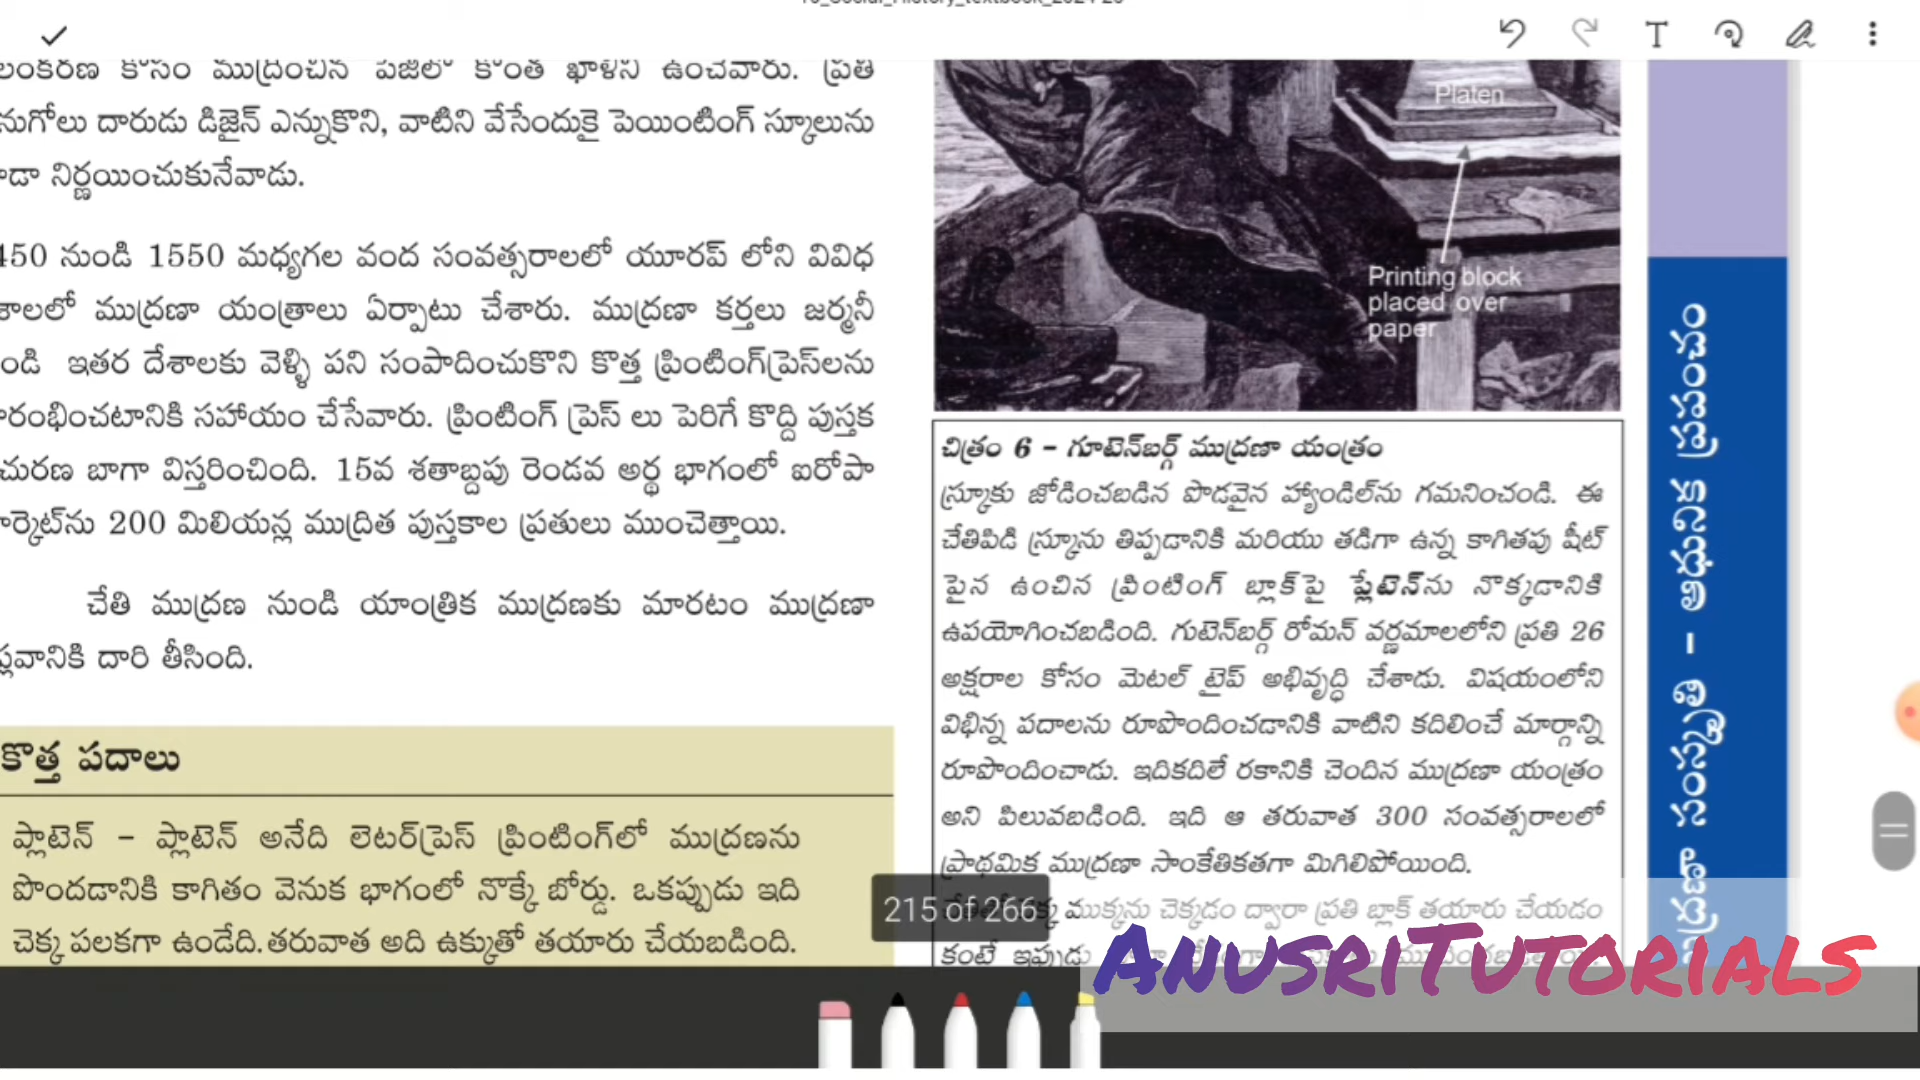 లంకరణ కోసం ముద్రించిన పేజీలో కొంత ఖాళీని ఉంచేవారు. ప్రతి
నుగోలు దారుడు డిజైన్ ఎన్నుకొని, వాటిని వేసేందుకై పెయింటింగ్ స్కూలును
డా నిర్ణయించుకునేవాడు.
450 నుండి 1550 మధ్యగల వంద సంవత్సరాలలో యూరప్ లోని వివిధ
శాలలో ముద్రణా యంత్రాలు ఏర్పాటు చేశారు. ముద్రణా కర్తలు జర్మనీ
ండి ఇతర దేశాలకు వెళ్ళి పని సంపాదించుకొని కొత్త ప్రింటింగ్‌ప్రెస్‌లను
రంభించటానికి సహాయం చేసేవారు. ప్రింటింగ్ ప్రెస్ లు పెరిగే కొద్ది పుస్తక
చురణ బాగా విస్తరించింది. 15వ శతాబ్దపు రెండవ అర్థ భాగంలో ఐరోపా
ర్కెట్‌ను 200 మిలియన్ల ముద్రిత పుస్తకాల ప్రతులు ముంచెత్తాయి.
చేతి ముద్రణ నుండి యాంత్రిక ముద్రణకు మారటం ముద్రణా
ప్లవానికి దారి తీసింది.
కొత్త పదాలు
ప్లాటెన్ - ప్లాటెన్ అనేది లెటర్‌ప్రెస్ ప్రింటింగ్‌లో ముద్రణను
పొందడానికి కాగితం వెనుక భాగంలో నొక్కే బోర్డు. ఒకప్పుడు ఇది
చెక్క పలకగా ఉండేది. తరువాత అది ఉక్కుతో తయారు చేయబడింది.
Platen
Printing block
placed over
paper
చిత్రం 6 - గూటెన్‌బర్గ్ ముద్రణా యంత్రం
స్క్రూకు జోడించబడిన పొడవైన హ్యాండిల్‌ను గమనించండి. ఈ
చేతిపిడి స్క్రూను తిప్పడానికి మరియు తడిగా ఉన్న కాగితపు షీట్
పైన ఉంచిన ప్రింటింగ్ బ్లాక్‌పై ప్లేటెన్‌ను నొక్కడానికి
ఉపయోగించబడింది. గుటెన్‌బర్గ్ రోమన్ వర్ణమాలలోని ప్రతి 26
అక్షరాల కోసం మెటల్ టైప్ అభివృద్ధి చేశాడు. విషయంలోని
విభిన్న పదాలను రూపొందించడానికి వాటిని కదిలించే మార్గాన్ని
రూపొందించాడు. ఇదికదిలే రకానికి చెందిన ముద్రణా యంత్రం
అని పిలువబడింది. ఇది ఆ తరువాత 300 సంవత్సరాలలో
ప్రాథమిక ముద్రణా సాంకేతికతగా మిగిలిపోయింది.
ముక్కను చెక్కడం ద్వారా ప్రతి బ్లాక్ తయారు చేయడం
కంటే ఇప్పుడు
215 of 266
ముద్రణా సంస్కృతి - ఆధునిక ప్రపంచం
AnusriTutorials